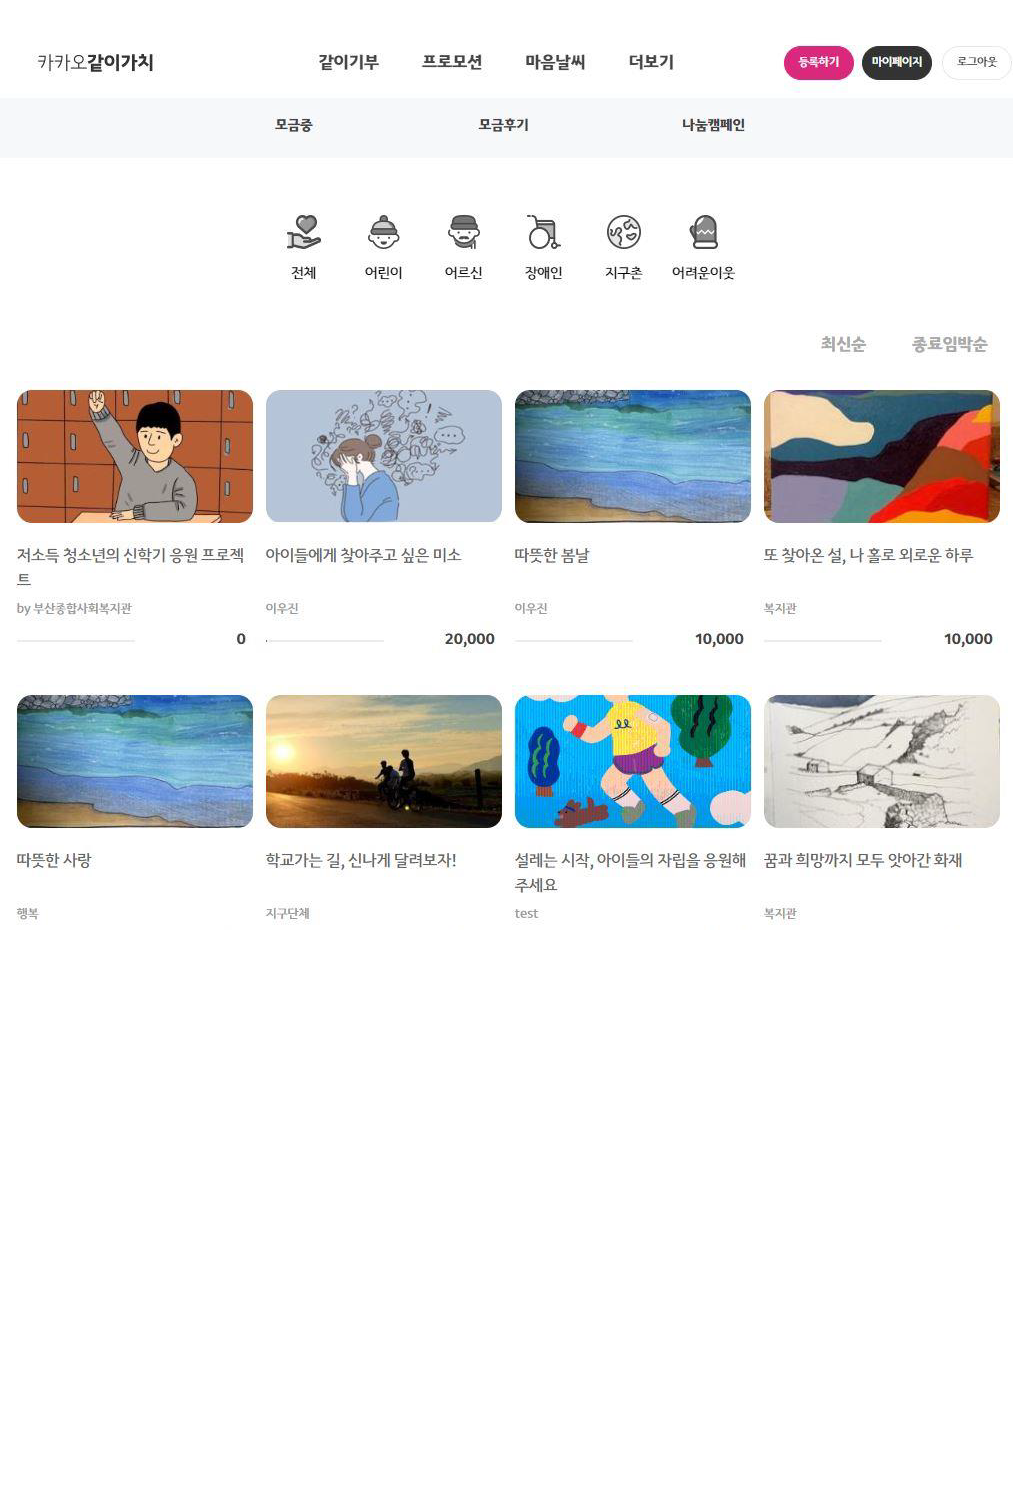 카카오같이가치 같이기부 프로모션 마음날씨 더보기 등록하기 마이페이지 로그아웃
모금중 모금후기 나눔캠페인
전체 어린이 어르신 장애인 지구촌 어려운이웃
최신순 종료임박순
저소득 청소년의 신학기 응원 프로젝
트
by 부산종합사회복지관
0
아이들에게 찾아주고 싶은 미소
이우진
20,000
따뜻한 봄날
이우진
10,000
또 찾아온 설, 나 홀로 외로운 하루
복지관
10,000
따뜻한 사랑
행복
학교가는 길, 신나게 달려보자!
지구단체
설레는 시작, 아이들의 자립을 응원해
주세요
test
꿈과 희망까지 모두 앗아간 화재
복지관